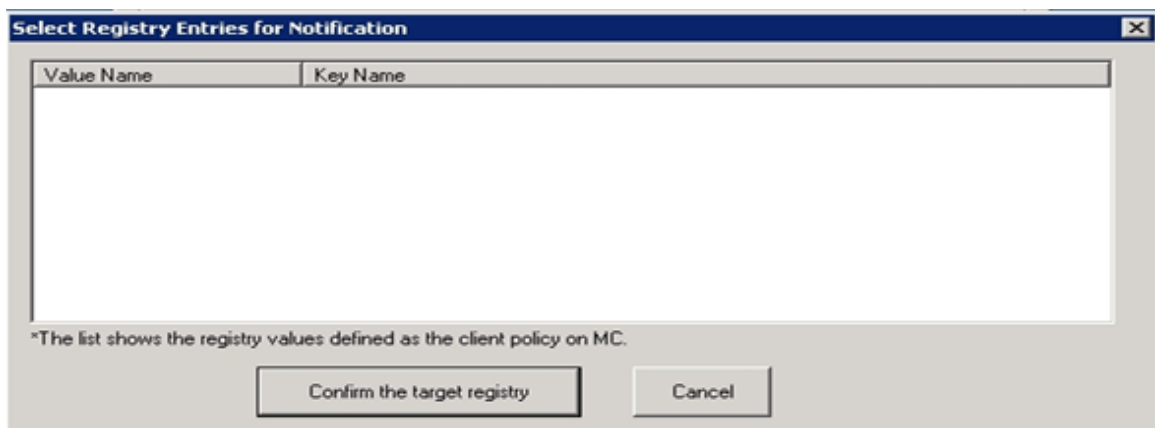 Select Registry Entries for Notification
Value Name Key Name
*The list shows the registry values defined as the client policy on MC.
Confirm the target registry Cancel